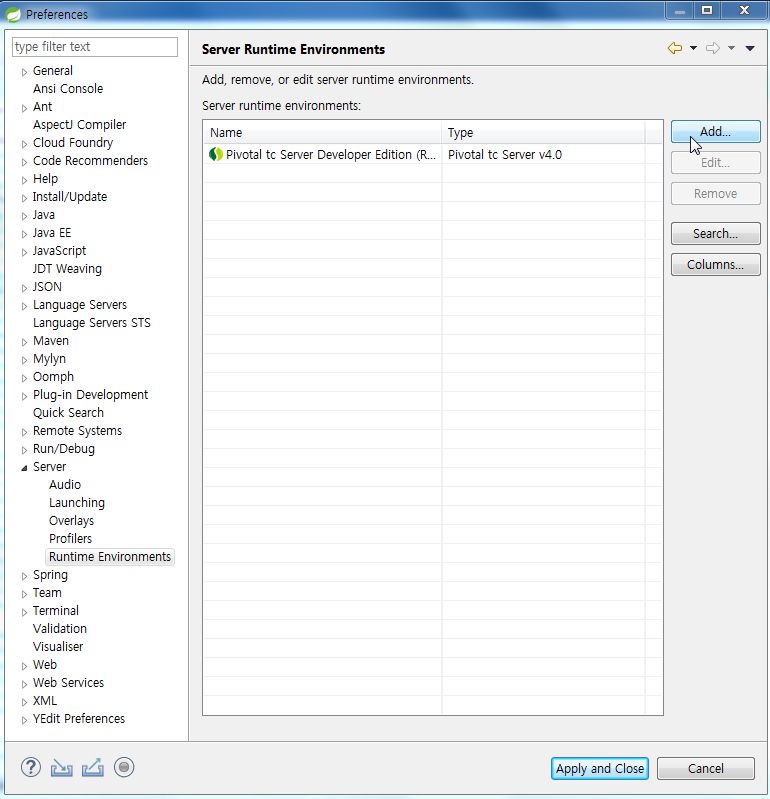 Preferences
type filter text
General
Ansi Console
Ant
AspectJ Compiler
Cloud Foundry
Code Recommenders
Help
Install/Update
Java
Java EE
JavaScript
JDT Weaving
JSON
Language Servers
Language Servers STS
Maven
Mylyn
Oomph
Plug-in Development
Quick Search
Remote Systems
Run/Debug
Server
Audio
Launching
Overlays
Profilers
Runtime Environments
Spring
Team
Terminal
Validation
Visualiser
Web
Web Services
XML
YEdit Preferences
Server Runtime Environments
Add, remove, or edit server runtime environments.
Server runtime environments:
Name Type
Pivotal tc Server Developer Edition (R... Pivotal tc Server v4.0
Add...
Edit...
Remove
Search...
Columns...
Apply and Close Cancel